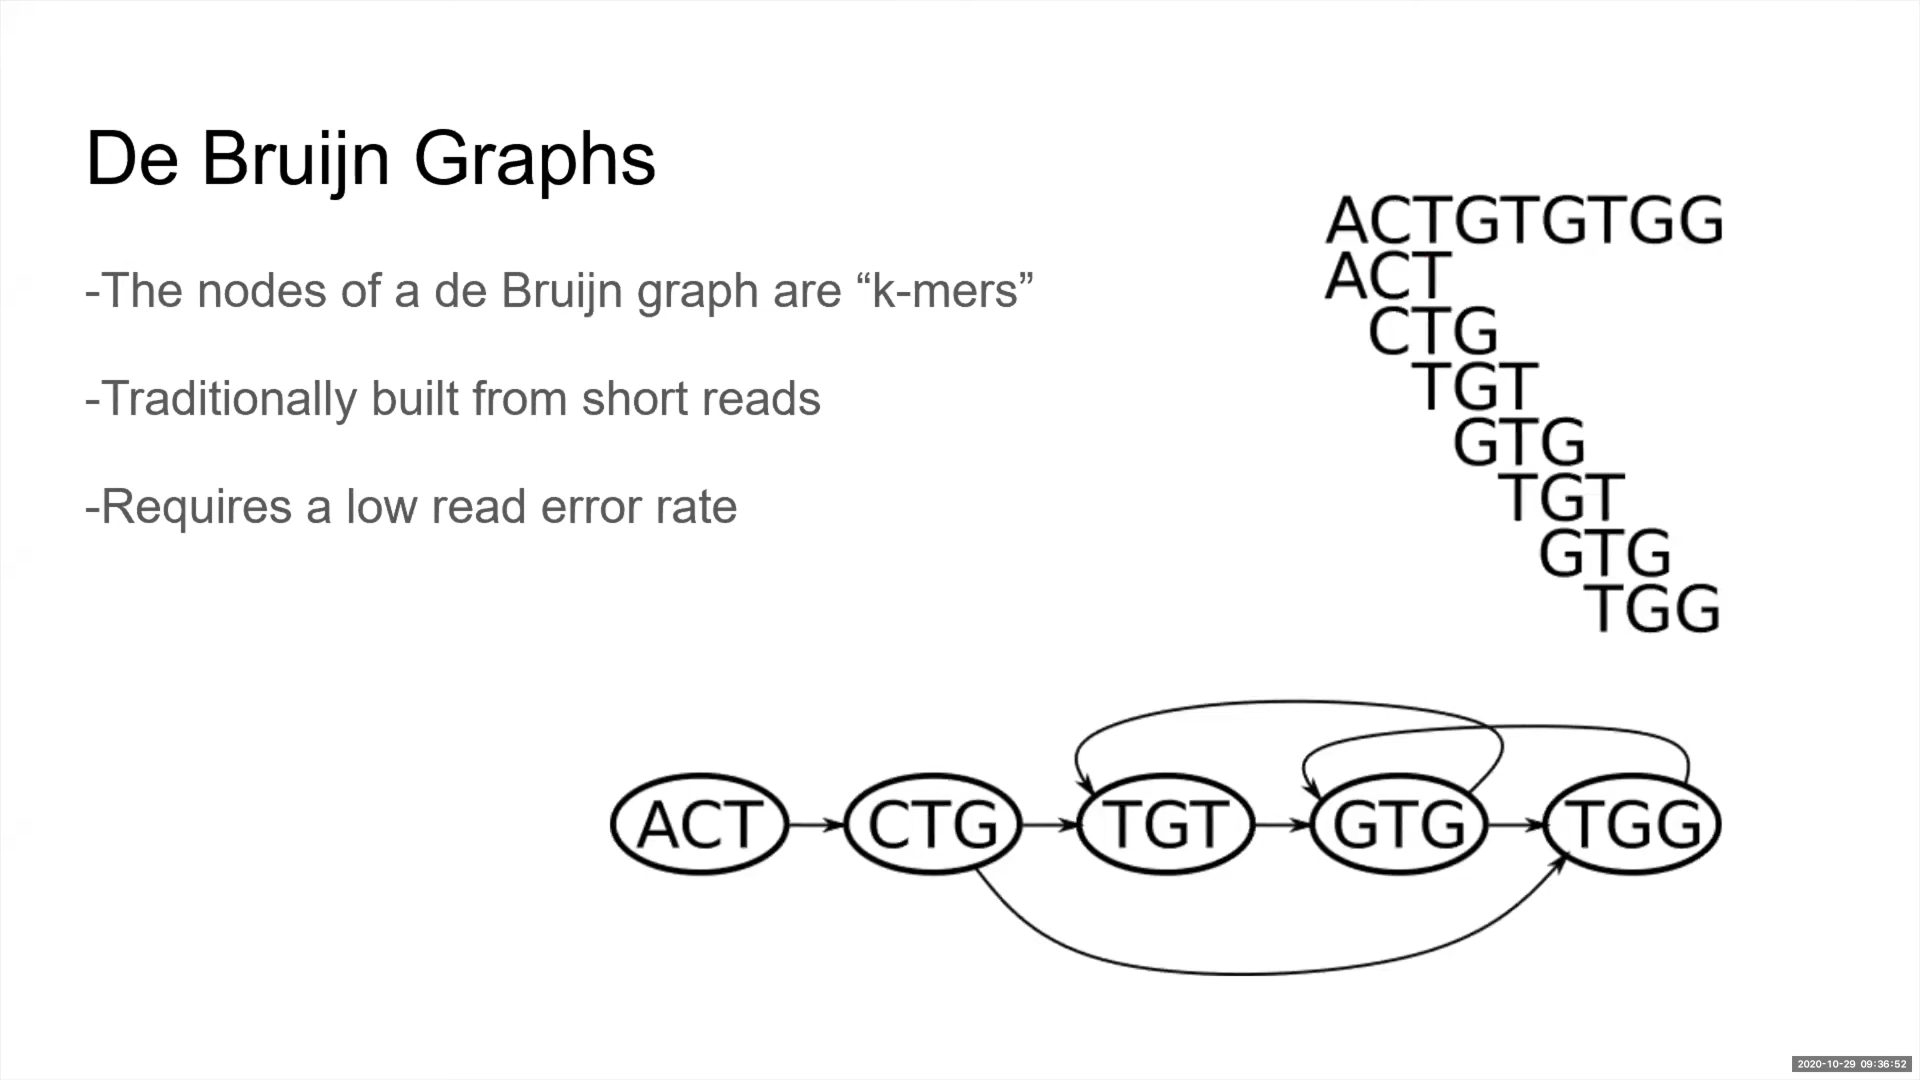 De Bruijn Graphs
-The nodes of a de Bruijn graph are “k-mers”
-Traditionally built from short reads
-Requires a low read error rate
ACTGTGTGG
ACT
CTG
TGT
GTG
TGT
GTG
TGG
ACT
CTG
TGT
GTG
TGG
2020-10-29 09:36:52